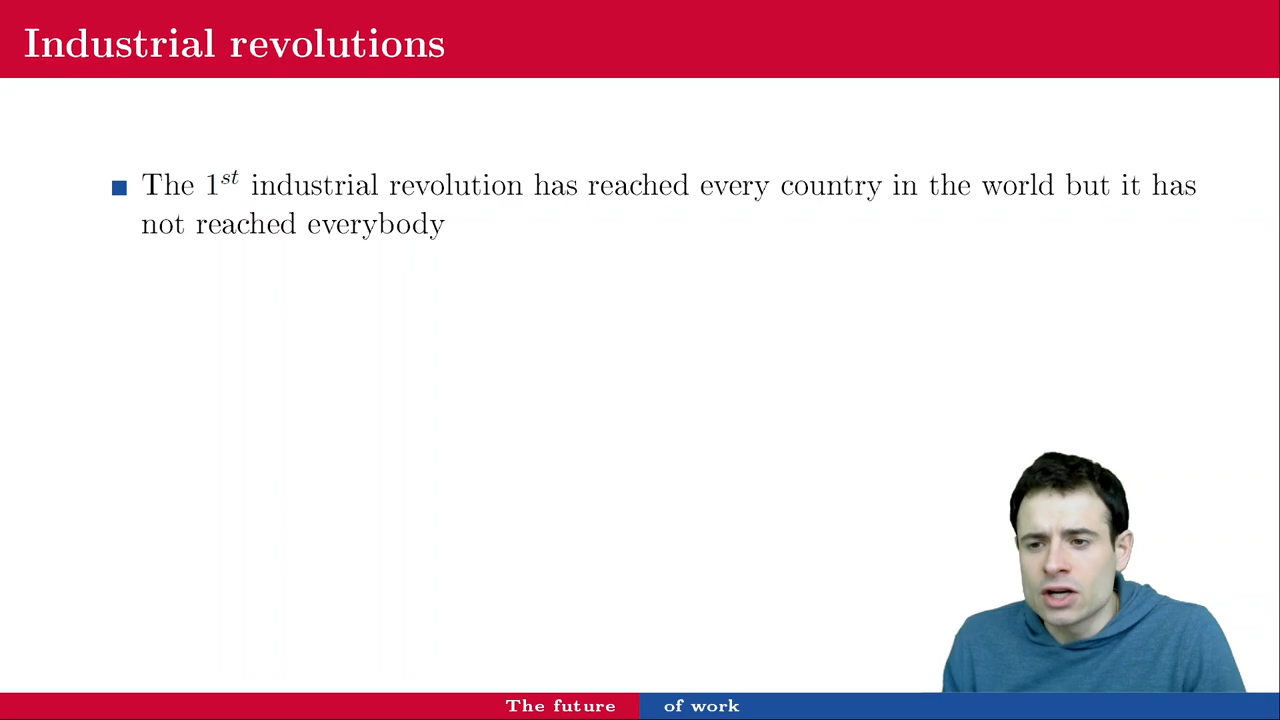 Industrial revolutions
The 1st industrial revolution has reached every country in the world but it has
not reached everybody
The future of work